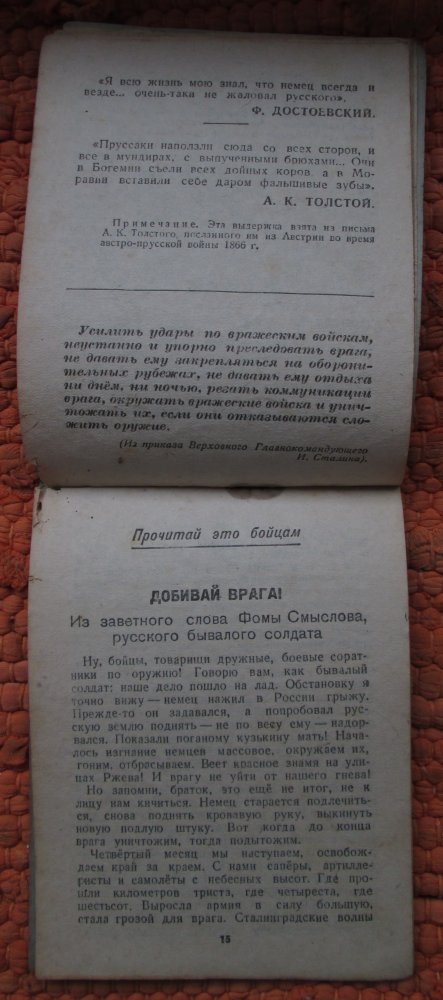 «Я всю жизнь мою знал, что немец всегда и
везде... очень-таки не жаловал русского».
Ф. ДОСТОЕВСКИЙ.
«Пруссаки наползли сюда со всех сторон, и
все в мундирах, с выпученными брюхами... Они
в Богемии съели всех дойных коров, а в Мо-
равии вставили себе даром фальшивые зубы».
А. К. ТОЛСТОЙ.
Примечание. Эта выдержка взята из письма
А. К. Толстого, посланного им из Австрии во время
австро-прусской войны 1866 г.
Усилить удары по вражеским войскам,
неустанно и упорно преследовать врага,
не давать ему закрепляться на оборони-
тельных рубежах, не давать ему отдыха
ни днём, ни ночью, резать коммуникации
врага, окружать вражеские войска и унич-
тожать их, если они отказываются сло-
жить оружие.
(Из приказа Верховного Главнокомандующего
И. Сталина).
Прочитай это бойцам
ДОБИВАЙ ВРАГА!
Из заветного слова Фомы Смыслова,
русского бывалого солдата
Ну, бойцы, товарищи дружные, боевые сорат-
ники по оружию! Говорю вам, как бывалый
солдат: наше дело пошло на лад. Обстановку я
точно вижу — немец нажил в России грыжу.
Прежде-то он задавался, а попробовал рус-
скую землю поднять — не по весу ему — надор-
вался. Показали поганому кузькину мать! Нача-
лось изгнание немцев массовое, окружаем их,
гоним, отбрасываем. Веет красное знамя на ули-
цах Ржева! И врагу не уйти от нашего гнева!
Но запомни, браток, это ещё не итог, не к
лицу нам кичиться. Немец старается подлечить-
ся, снова поднять кровавую руку, выкинуть
новую подлую штуку. Вот когда до конца
врага уничтожим, тогда подытожим.
Четвёртый месяц мы наступаем, освобож-
даем край за краем. С нами сапёры, артилле-
ристы и самолёты с небесных высот. Где про-
шли километров триста, где четыреста, где
шестьсот. Выросла армия в силу большую,
стала грозой для врага. Сталинградские волны
15